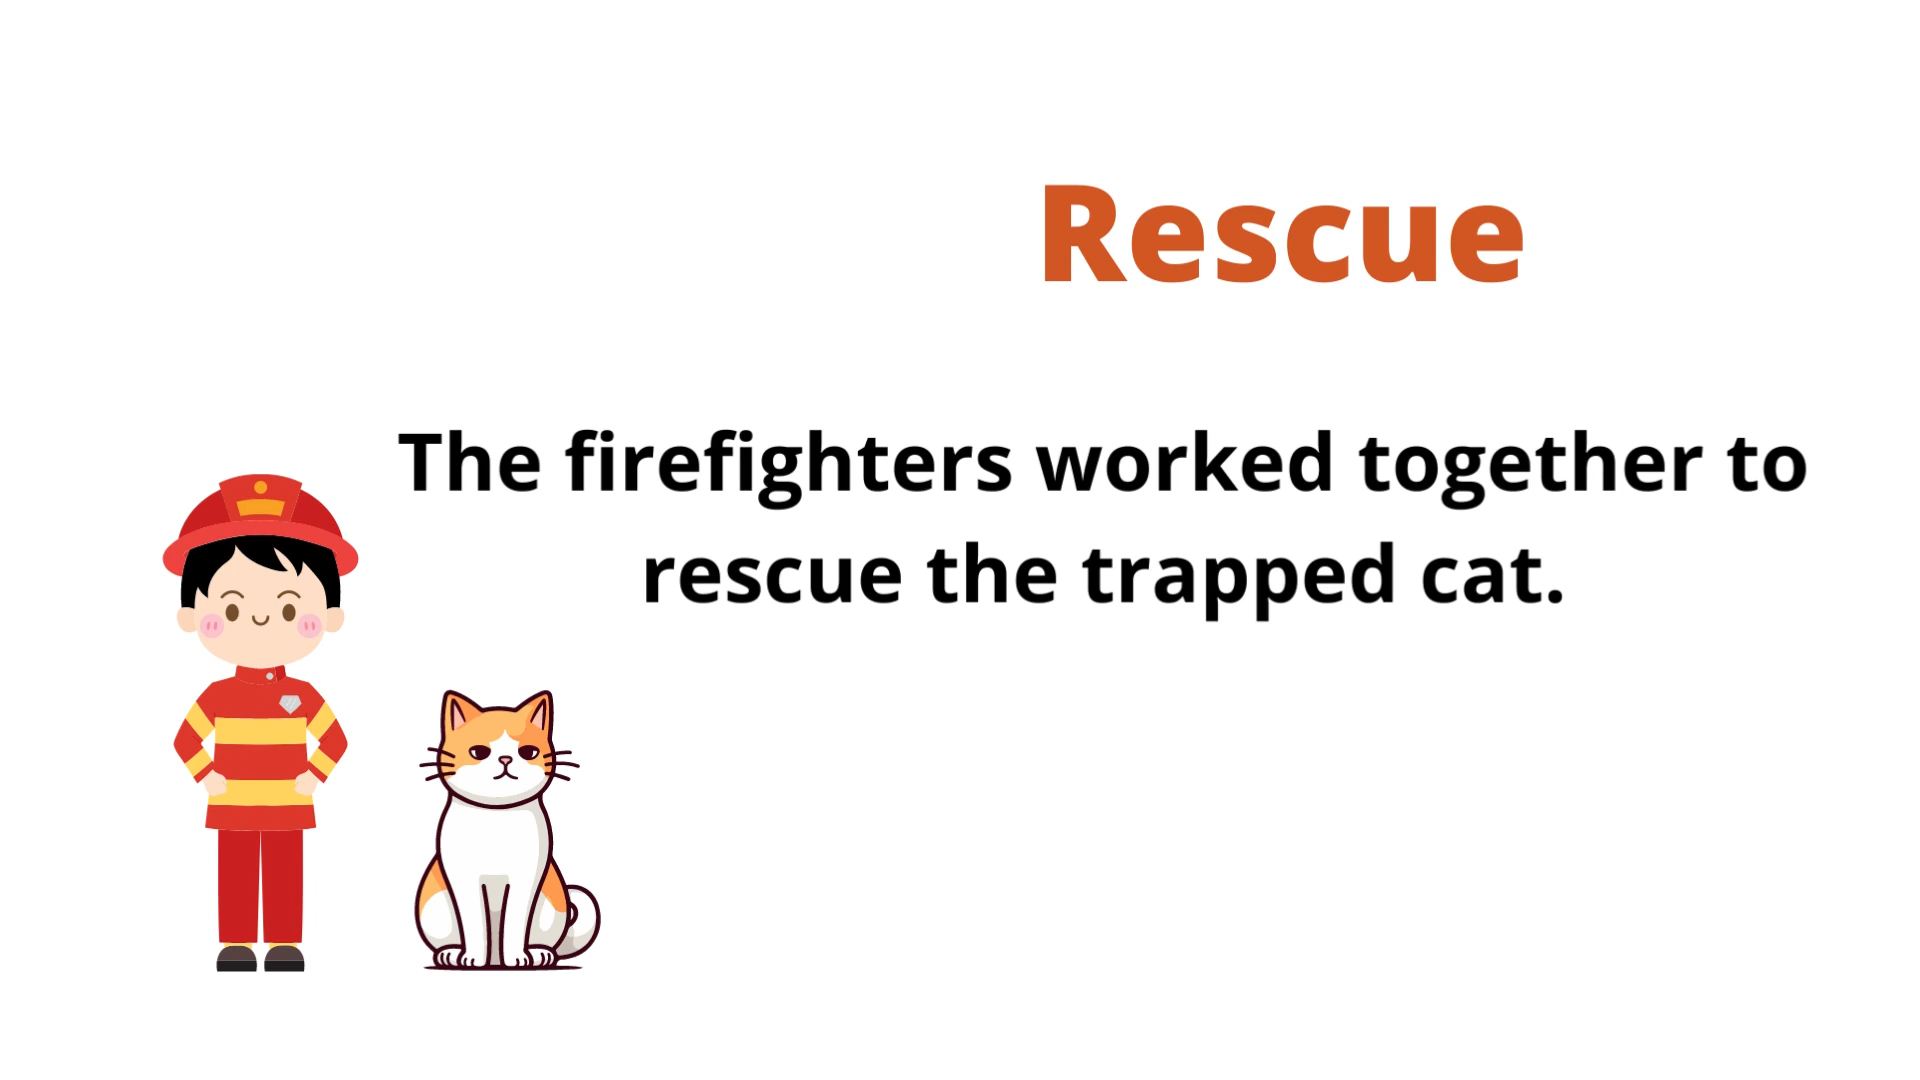 Rescue
The firefighters worked together to
rescue the trapped cat.